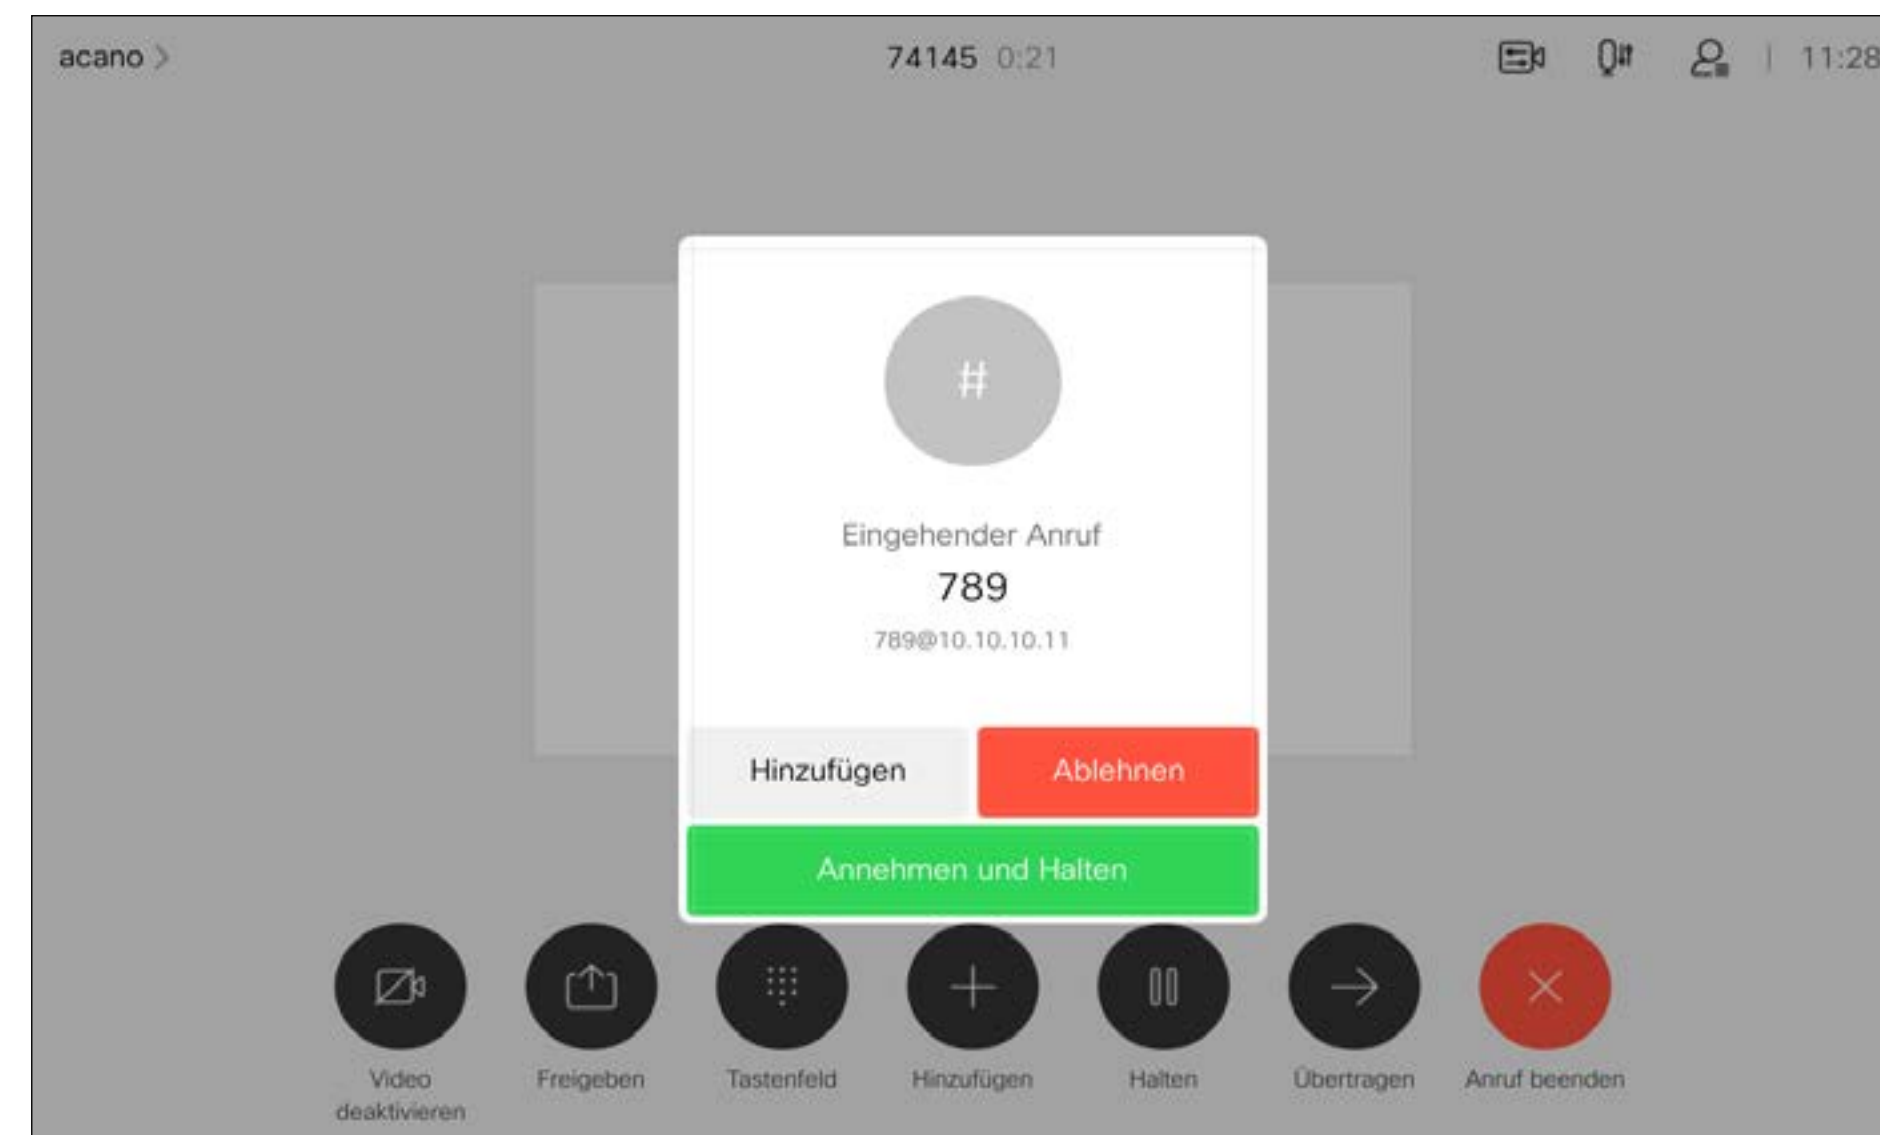 acano
74145 0:21
11:28
#
Eingehender Anruf
789
789@10.10.10.11
Hinzufügen
Ablehnen
Annehmen und Halten
Video
deaktivieren
Freigeben
Tastenfeld
Hinzufügen
Halten
Übertragen
Anruf beenden